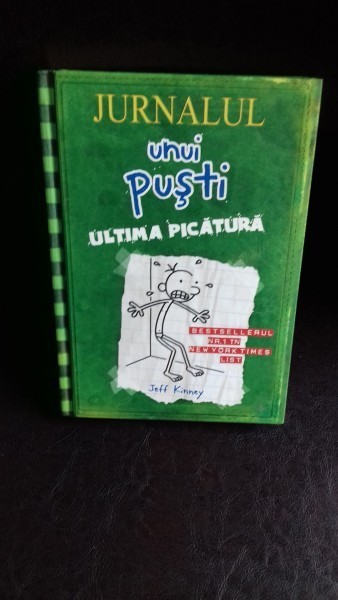 JURNALUL
unui
puşti
ULTIMA PICĂTURĂ
BESTSELLERUL
NR.1 ÎN
NEW YORK TIMES
LIST
Jeff Kinney